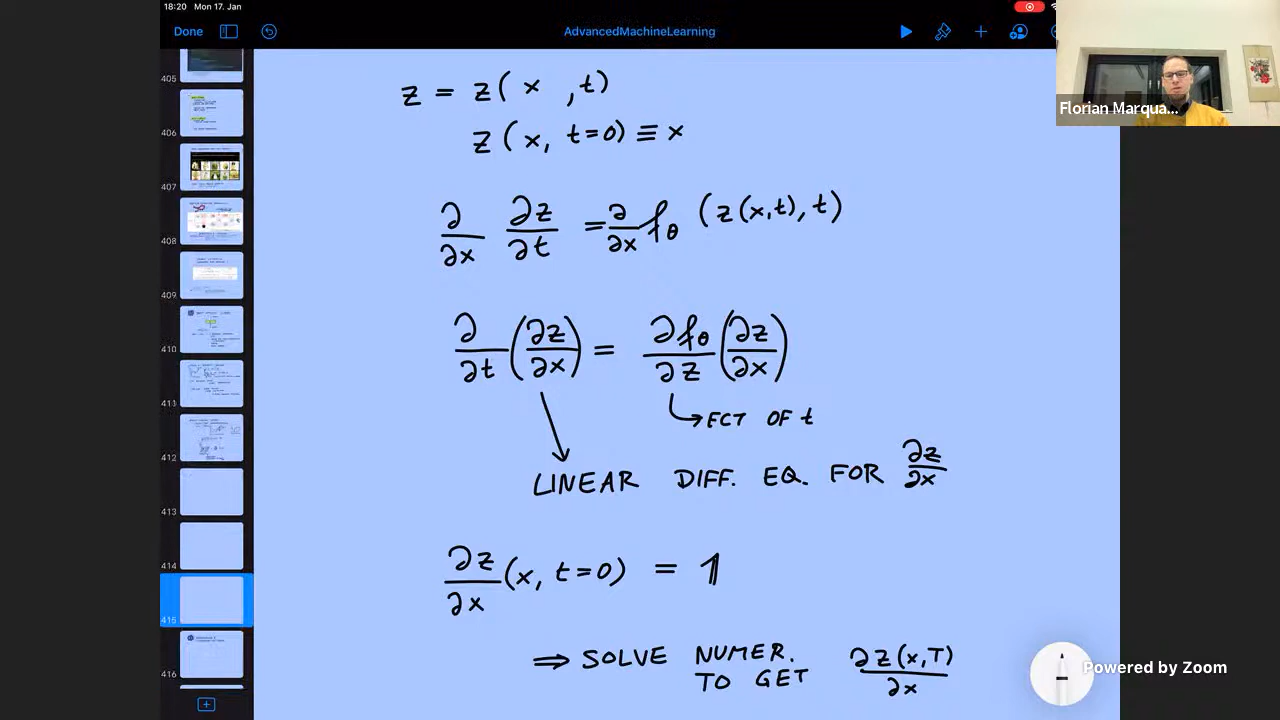 18:20 Mon 17. Jan
Done
AdvancedMachineLearning
Florian Marqua...
z = z( x , t)
z ( x, t=0) ≡ x
∂/∂x ∂z/∂t = ∂/∂x fθ (z(x,t), t)
∂/∂t (∂z/∂x) = ∂fθ/∂z (∂z/∂x)
↳ FCT OF t
LINEAR DIFF. EQ. FOR ∂z/∂x
∂z/∂x (x, t=0) = 1
⇒ SOLVE NUMER.
TO GET ∂z(x,T)/∂x
405
406
407
408
409
410
411
412
413
414
415
416
Powered by Zoom